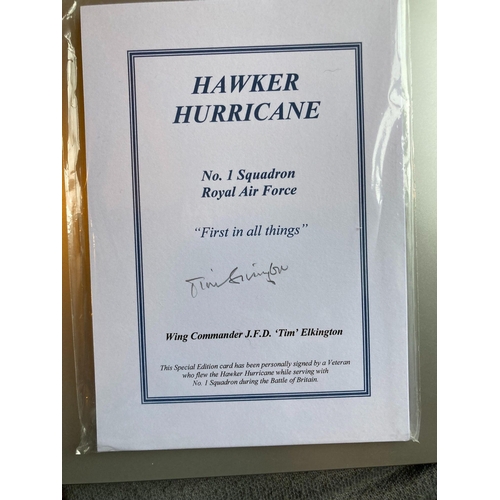 HAWKER
HURRICANE
No. 1 Squadron
Royal Air Force
“First in all things”
Tim Elkington
Wing Commander J.F.D. ‘Tim’ Elkington
This Special Edition card has been personally signed by a Veteran
who flew the Hawker Hurricane while serving with
No. 1 Squadron during the Battle of Britain.